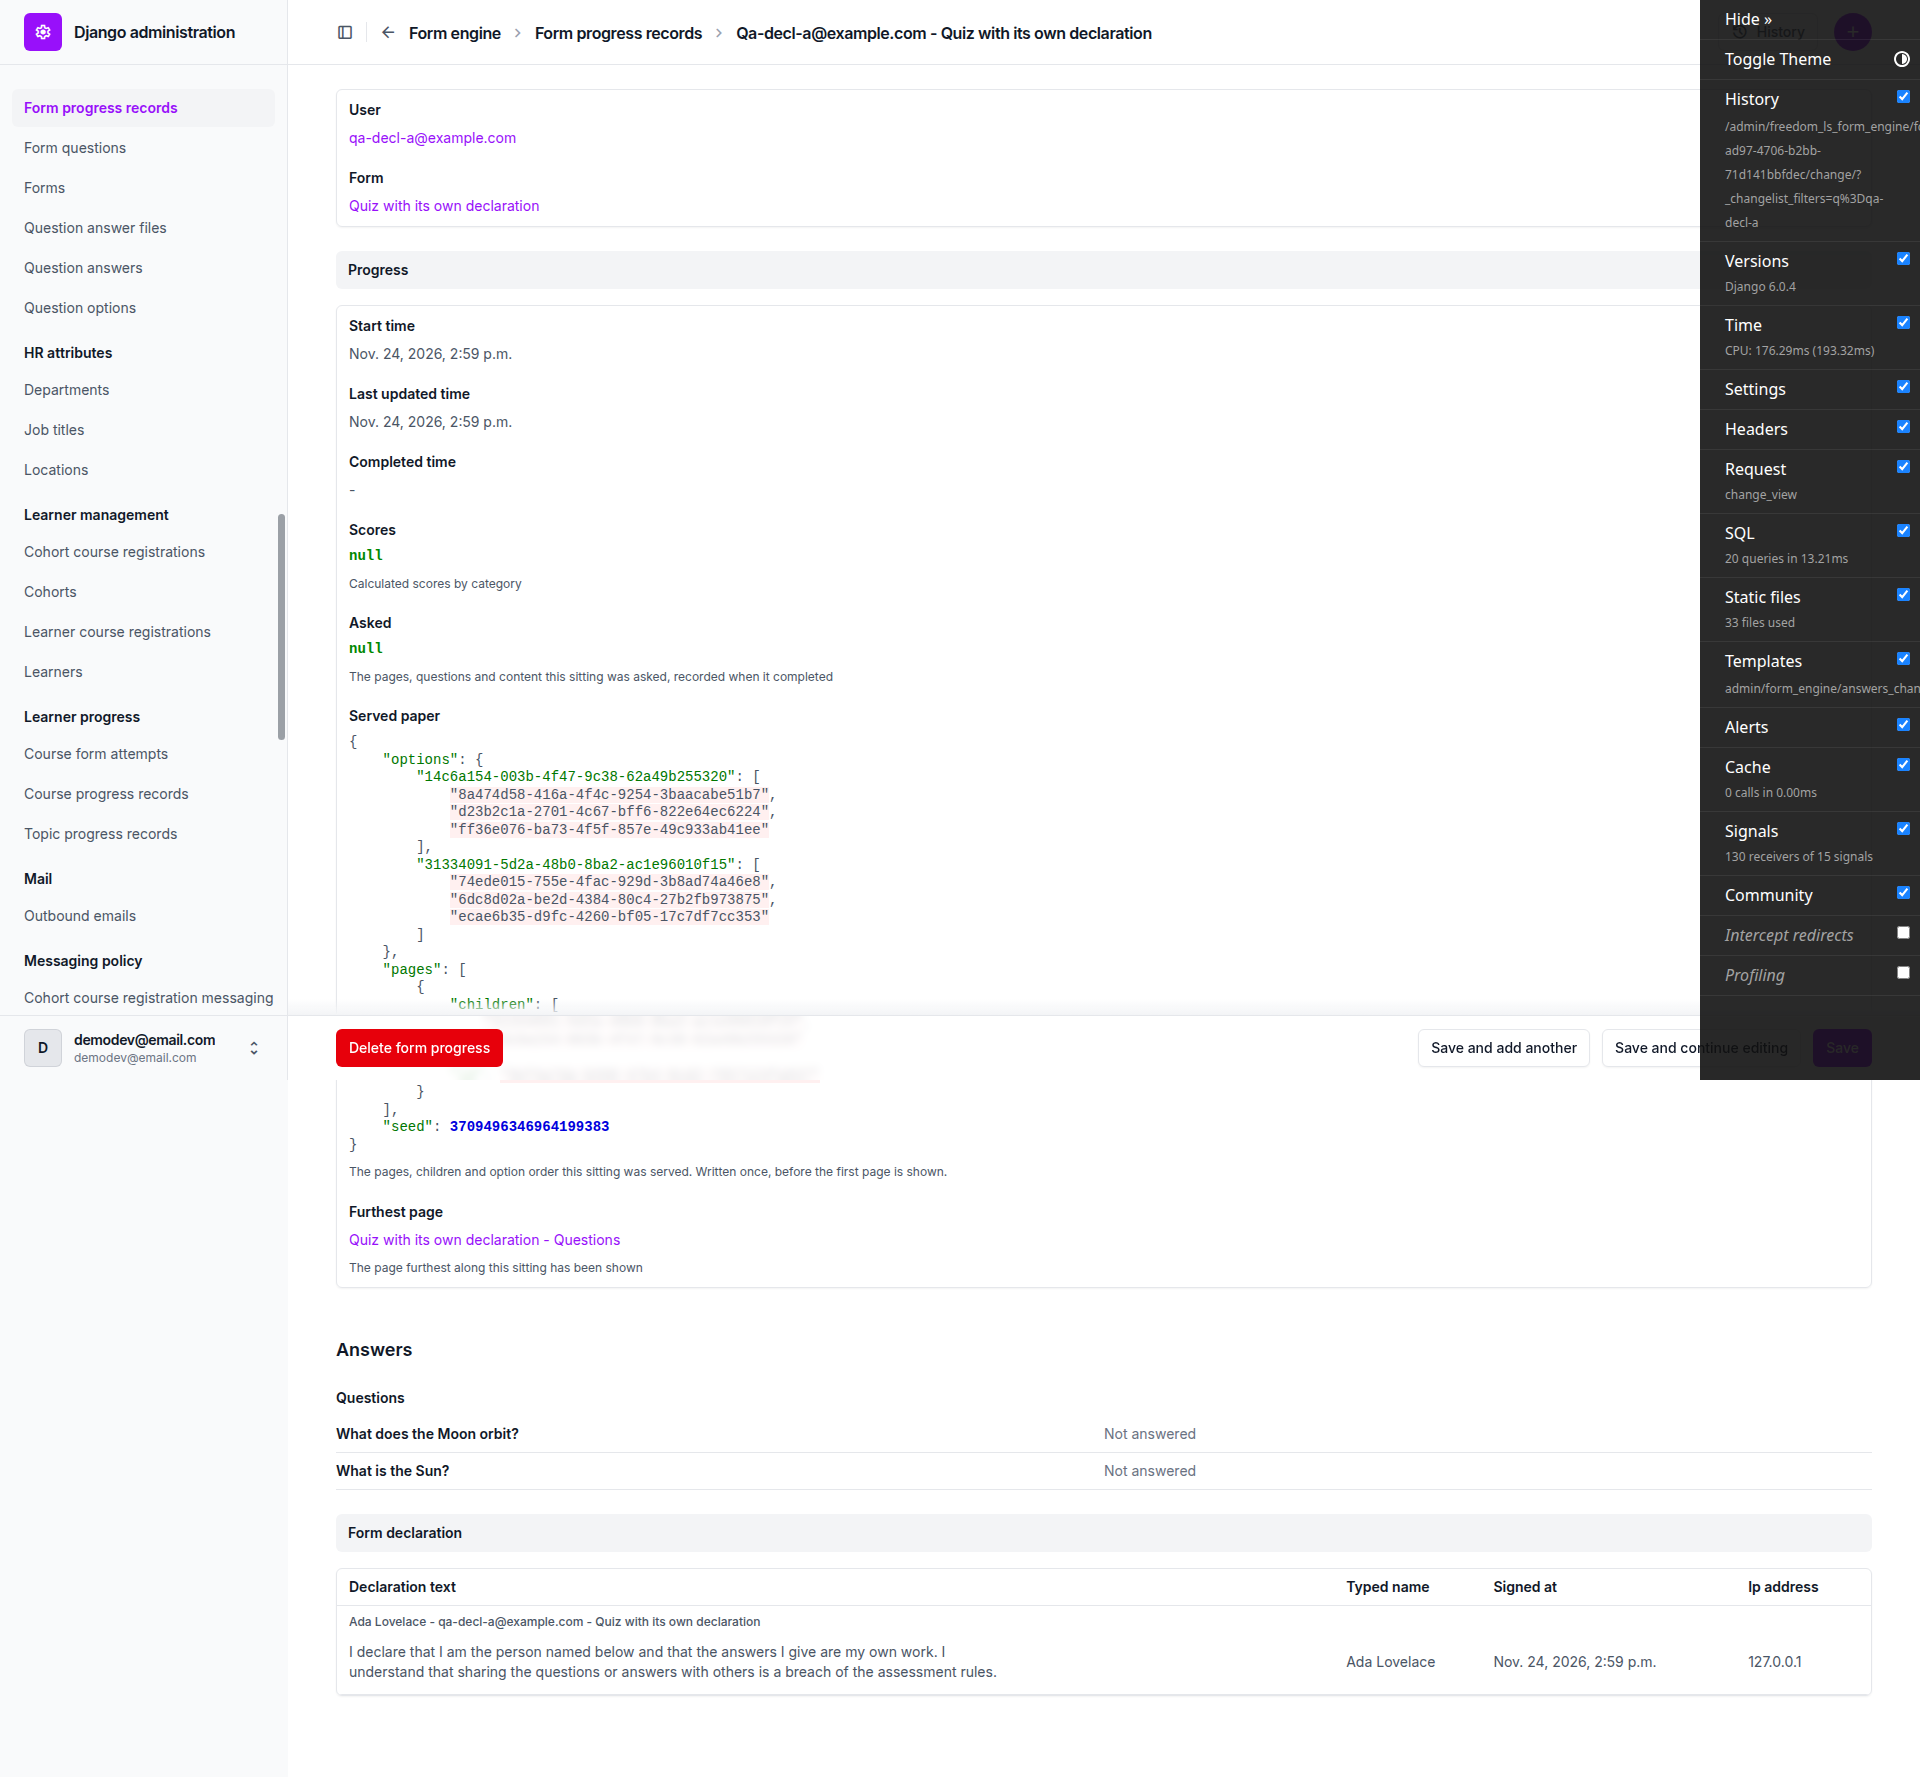 Django administration
Form progress records
Form questions
Forms
Question answer files
Question answers
Question options
HR attributes
Departments
Job titles
Locations
Learner management
Cohort course registrations
Cohorts
Learner course registrations
Learners
Learner progress
Course form attempts
Course progress records
Topic progress records
Mail
Outbound emails
Messaging policy
Cohort course registration messaging
D
demodev@email.com
demodev@email.com
Form engine
Form progress records
Qa-decl-a@example.com - Quiz with its own declaration
User
qa-decl-a@example.com
Form
Quiz with its own declaration
Progress
Start time
Nov. 24, 2026, 2:59 p.m.
Last updated time
Nov. 24, 2026, 2:59 p.m.
Completed time
-
Scores
null
Calculated scores by category
Asked
null
The pages, questions and content this sitting was asked, recorded when it completed
Served paper
{
"options": {
"14c6a154-003b-4f47-9c38-62a49b255320": [
"8a474d58-416a-4f4c-9254-3baacabe51b7",
"d23b2c1a-2701-4c67-bff6-822e64ec6224",
"ff36e076-ba73-4f5f-857e-49c933ab41ee"
],
"31334091-5d2a-48b0-8ba2-ac1e96010f15": [
"74ede015-755e-4fac-929d-3b8ad74a46e8",
"6dc8d02a-be2d-4384-80c4-27b2fb973875",
"ecae6b35-d9fc-4260-bf05-17c7df7cc353"
]
},
"pages": [
{
"children": [
Delete form progress
Save and add another
Save and continue editing
Save
}
],
"seed": 3709496346964199383
}
The pages, children and option order this sitting was served. Written once, before the first page is shown.
Furthest page
Quiz with its own declaration - Questions
The page furthest along this sitting has been shown
Answers
Questions
What does the Moon orbit? Not answered
What is the Sun? Not answered
Form declaration
Declaration text Typed name Signed at Ip address
Ada Lovelace - qa-decl-a@example.com - Quiz with its own declaration
I declare that I am the person named below and that the answers I give are my own work. I
understand that sharing the questions or answers with others is a breach of the assessment rules.
Ada Lovelace Nov. 24, 2026, 2:59 p.m. 127.0.0.1
Hide »
History
Toggle Theme
History
/admin/freedom_ls_form_engine/fo
ad97-4706-b2bb-
71d141bbfdec/change/?
_changelist_filters=q%3Dqa-
decl-a
Versions
Django 6.0.4
Time
CPU: 176.29ms (193.32ms)
Settings
Headers
Request
change_view
SQL
20 queries in 13.21ms
Static files
33 files used
Templates
admin/form_engine/answers_chan
Alerts
Cache
0 calls in 0.00ms
Signals
130 receivers of 15 signals
Community
Intercept redirects
Profiling